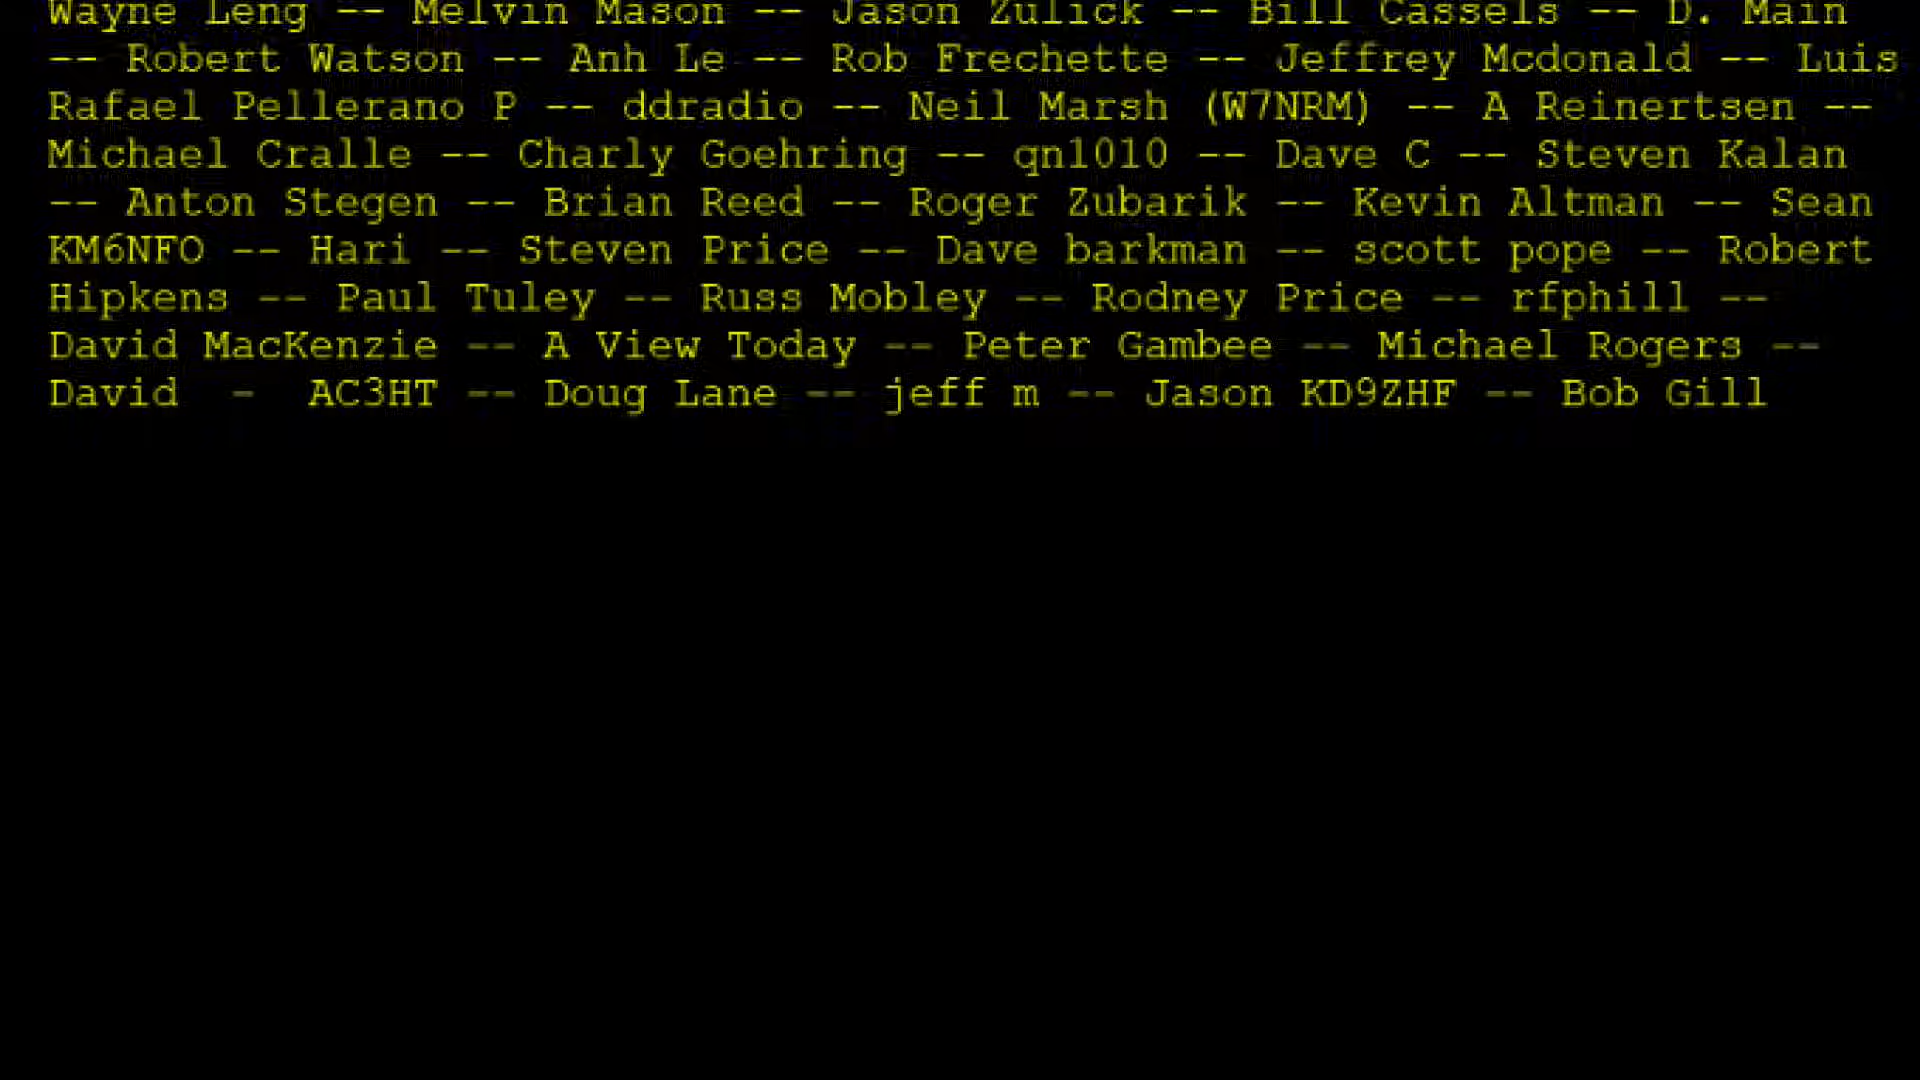 Wayne Leng -- Melvin Mason -- Jason Zulick -- Bill Cassels -- D. Main
-- Robert Watson -- Anh Le -- Rob Frechette -- Jeffrey Mcdonald -- Luis
Rafael Pellerano P -- ddradio -- Neil Marsh (W7NRM) -- A Reinertsen --
Michael Cralle -- Charly Goehring -- qn1010 -- Dave C -- Steven Kalan
-- Anton Stegen -- Brian Reed -- Roger Zubarik -- Kevin Altman -- Sean
KM6NFO -- Hari -- Steven Price -- Dave barkman -- scott pope -- Robert
Hipkens -- Paul Tuley -- Russ Mobley -- Rodney Price -- rfphill --
David MacKenzie -- A View Today -- Peter Gambee -- Michael Rogers --
David  -  AC3HT -- Doug Lane -- jeff m -- Jason KD9ZHF -- Bob Gill